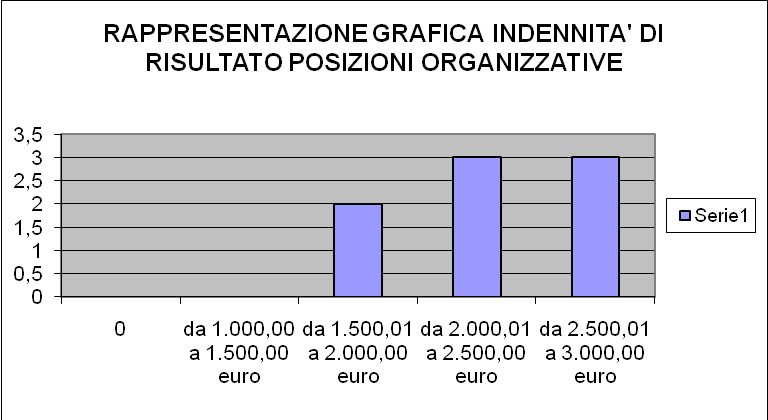 RAPPRESENTAZIONE GRAFICA INDENNITA' DI
RISULTATO POSIZIONI ORGANIZZATIVE
3,5
3
2,5
2
1,5
1
0,5
0
Serie1
0
da 1.000,00
a 1.500,00
euro
da 1.500,01
a 2.000,00
euro
da 2.000,01
a 2.500,00
euro
da 2.500,01
a 3.000,00
euro